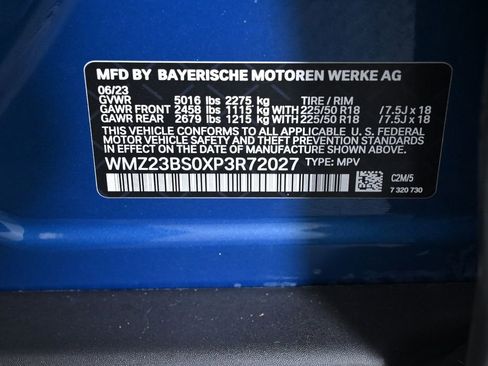 MFD BY BAYERISCHE MOTOREN WERKE AG
06/23
GVWR 5016 lbs 2275 kg TIRE / RIM
GAWR FRONT 2458 lbs 1115 kg WITH 225/50 R18 /7.5J x 18
GAWR REAR 2679 lbs 1215 kg WITH 225/50 R18 /7.5J x 18
THIS VEHICLE CONFORMS TO ALL APPLICABLE U. S. FEDERAL
MOTOR VEHICLE SAFETY AND THEFT PREVENTION STANDARDS
IN EFFECT ON THE DATE OF MANUFACTURE SHOWN ABOVE.
WMZ23BS0XP3R72027 TYPE: MPV
C2M/5
7 320 730